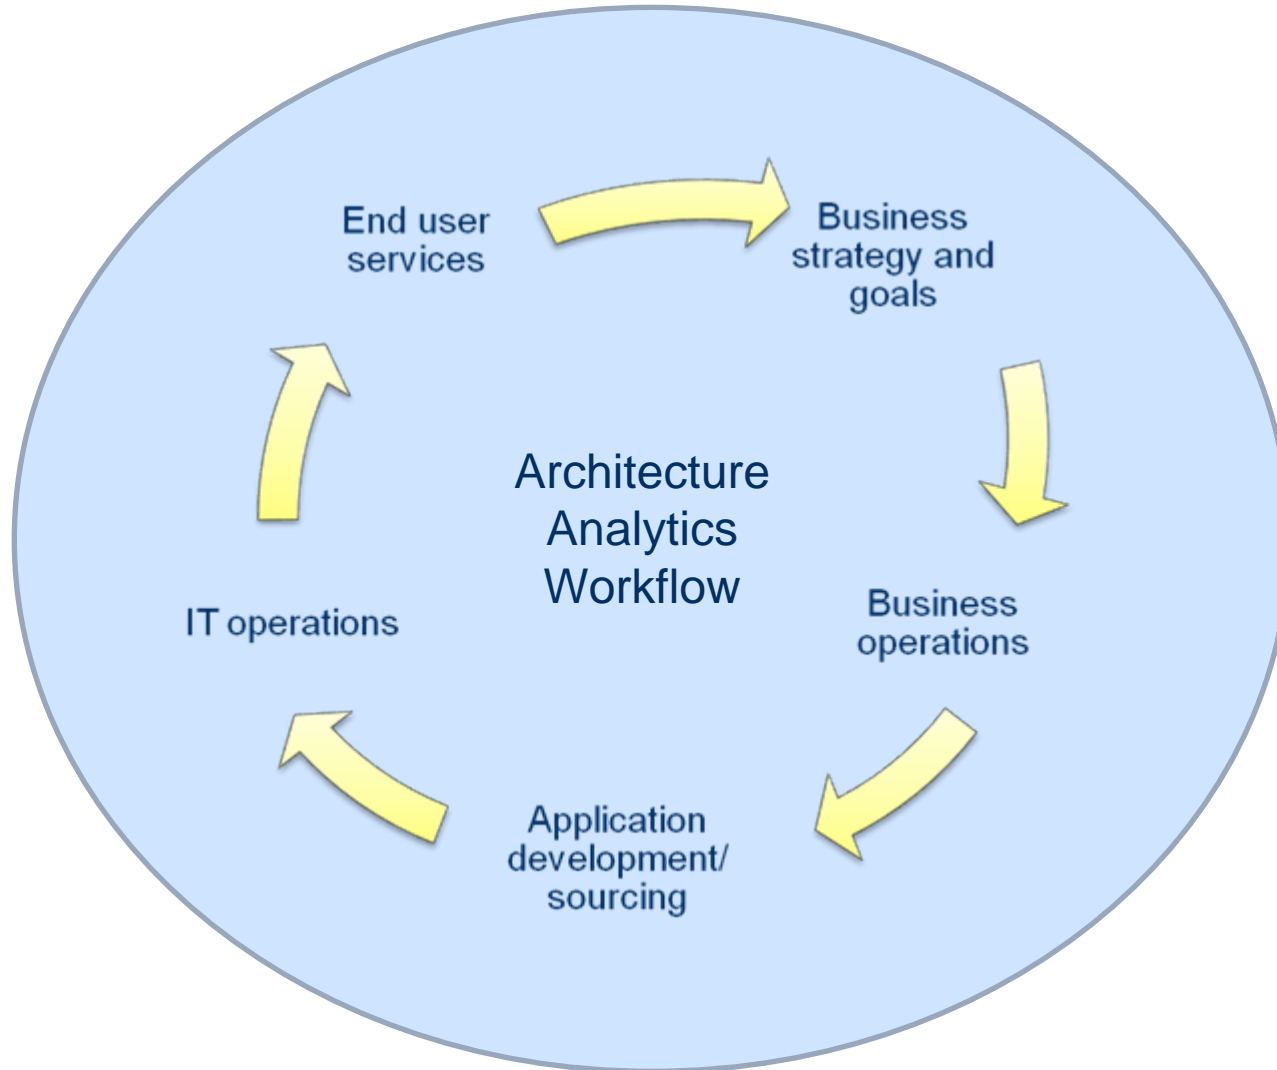 End user
services
Business
strategy and
goals
Architecture
Analytics
Workflow
IT operations
Business
operations
Application
development/
sourcing